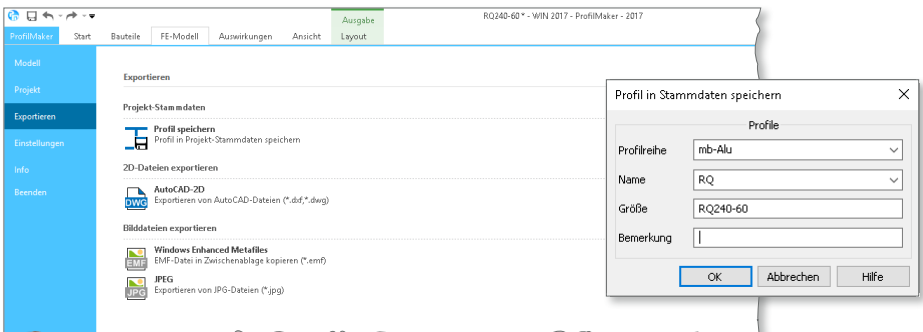 RQ240-60 * - WIN 2017 - ProfilMaker - 2017
Ausgabe
ProfilMaker Start Bauteile FE-Modell Auswirkungen Ansicht Layout
Modell
Projekt
Exportieren
Einstellungen
Info
Beenden
Exportieren
Projekt-Stammdaten
Profil speichern
Profil in Projekt-Stammdaten speichern
2D-Dateien exportieren
DWG
AutoCAD-2D
Exportieren von AutoCAD-Dateien (*.dxf,*.dwg)
Bilddateien exportieren
EMF
Windows Enhanced Metafiles
EMF-Datei in Zwischenablage kopieren (*.emf)
JPG
JPEG
Exportieren von JPG-Dateien (*.jpg)
Profil in Stammdaten speichern
Profile
Profilreihe mb-Alu
Name RQ
Größe RQ240-60
Bemerkung
OK Abbrechen Hilfe